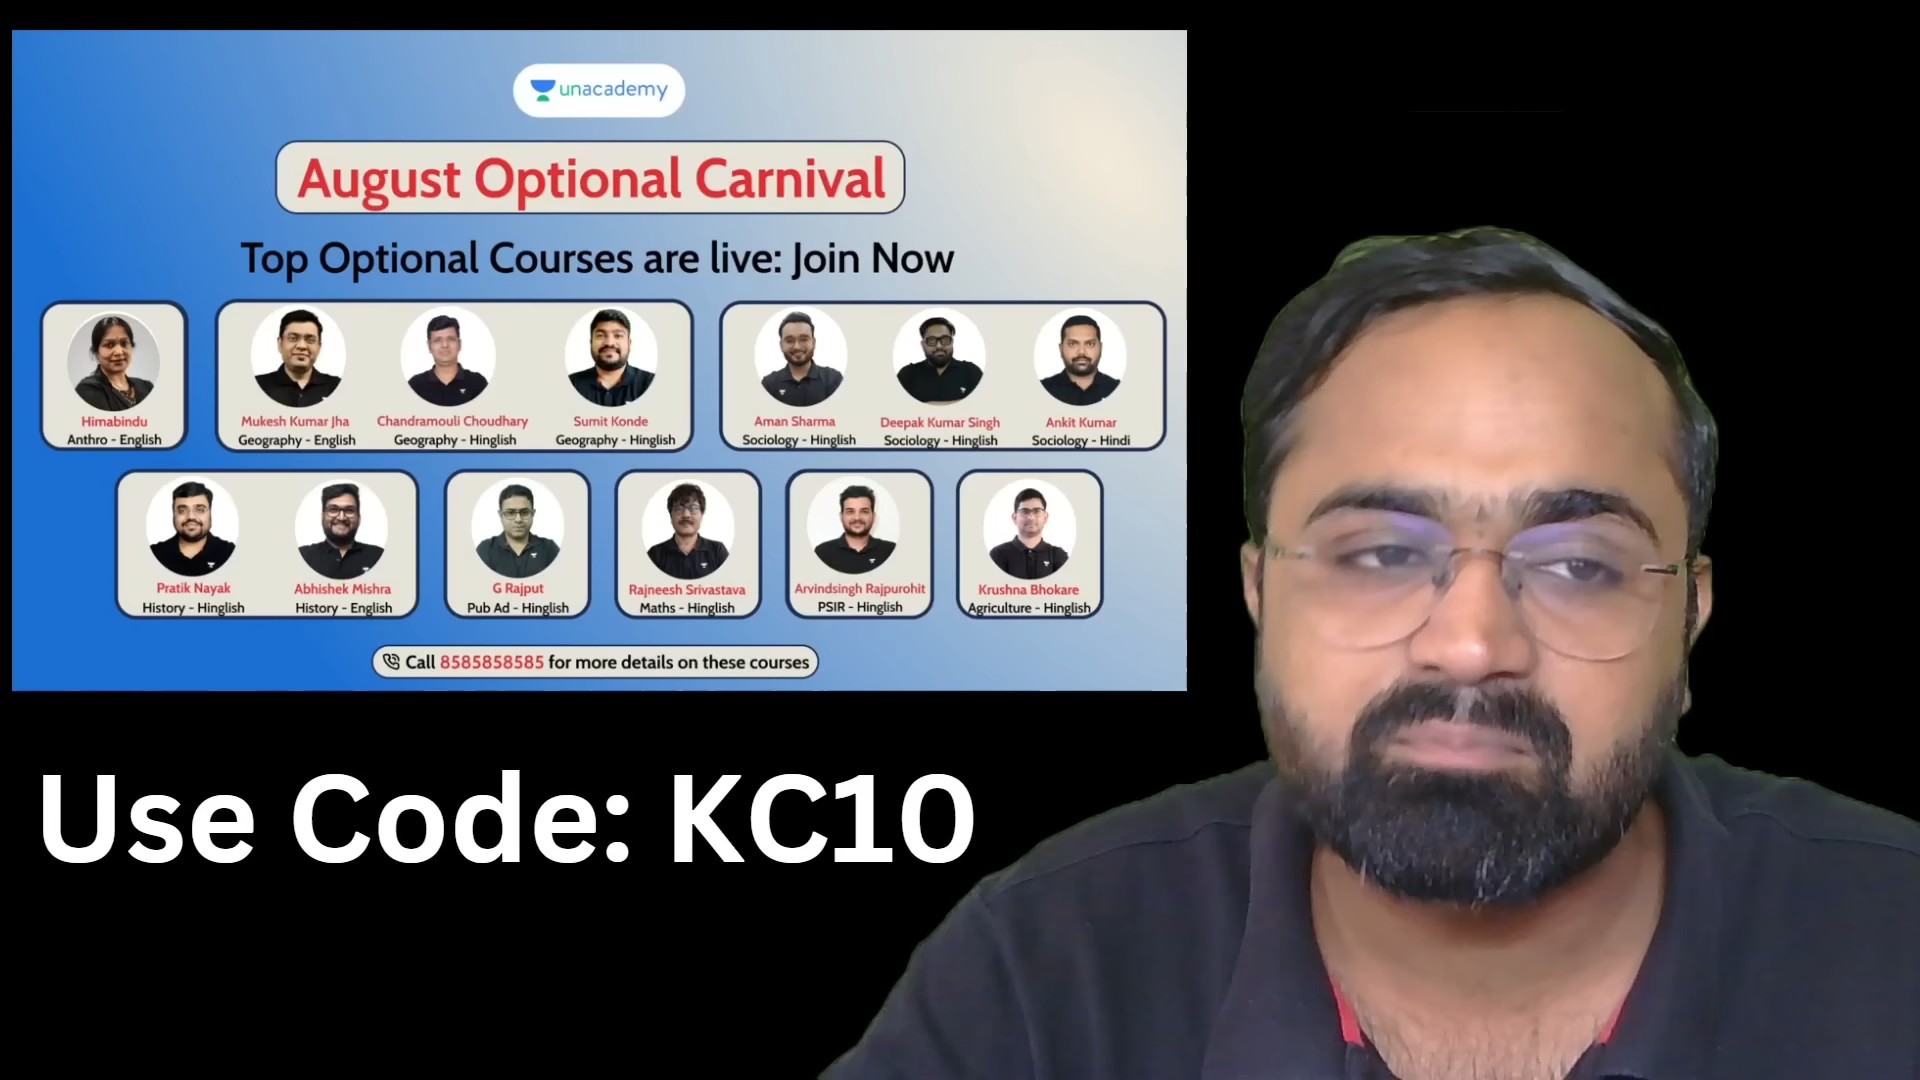 unacademy
August Optional Carnival
Top Optional Courses are live: Join Now
Himabindu
Anthro - English
Mukesh Kumar Jha
Geography - English
Chandramouli Choudhary
Geography - Hinglish
Sumit Konde
Geography - Hinglish
Aman Sharma
Sociology - Hinglish
Deepak Kumar Singh
Sociology - Hinglish
Ankit Kumar
Sociology - Hindi
Pratik Nayak
History - Hinglish
Abhishek Mishra
History - English
G Rajput
Pub Ad - Hinglish
Rajneesh Srivastava
Maths - Hinglish
Arvindsingh Rajpurohit
PSIR - Hinglish
Krushna Bhokare
Agriculture - Hinglish
Call 8585858585 for more details on these courses
Use Code: KC10